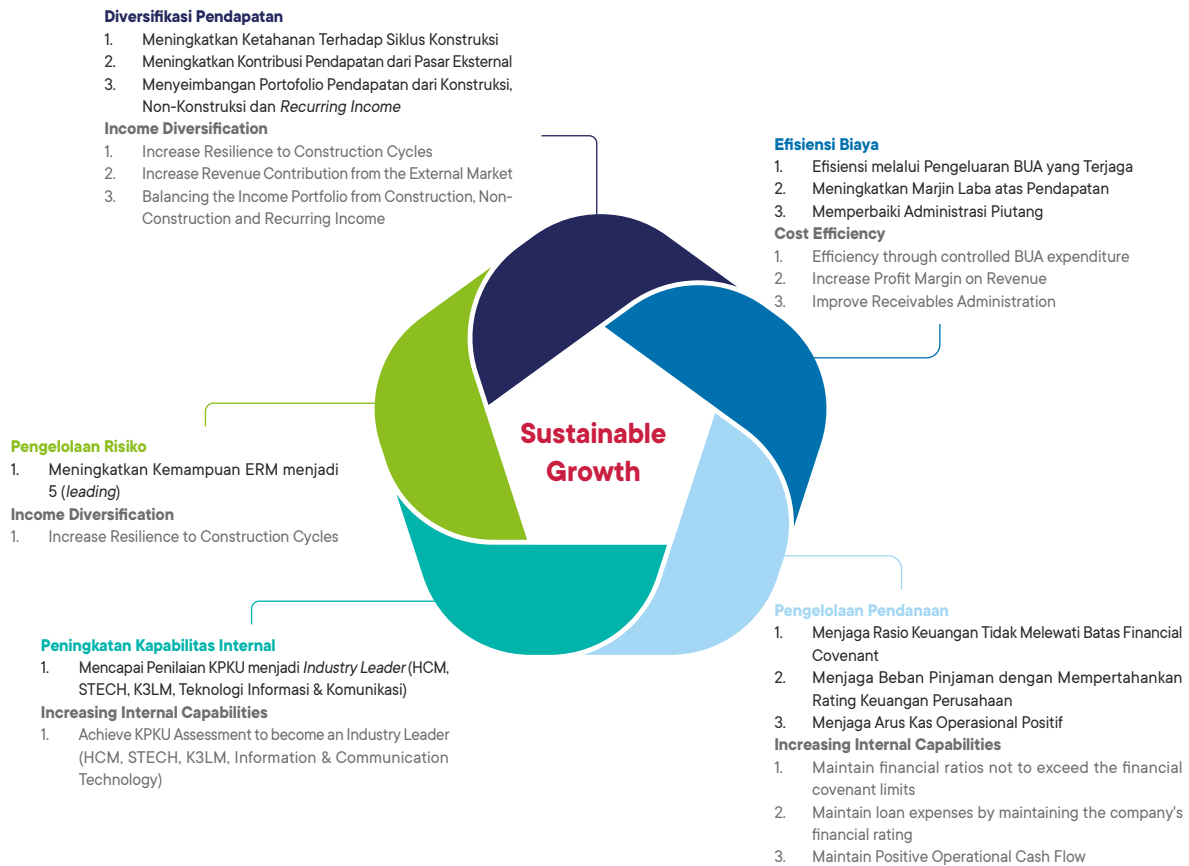 Diversifikasi Pendapatan
1. Meningkatkan Ketahanan Terhadap Siklus Konstruksi
2. Meningkatkan Kontribusi Pendapatan dari Pasar Eksternal
3. Menyeimbangan Portofolio Pendapatan dari Konstruksi,
Non-Konstruksi dan Recurring Income
Income Diversification
1. Increase Resilience to Construction Cycles
2. Increase Revenue Contribution from the External Market
3. Balancing the Income Portfolio from Construction, Non-
Construction and Recurring Income
Efisiensi Biaya
1. Efisiensi melalui Pengeluaran BUA yang Terjaga
2. Meningkatkan Marjin Laba atas Pendapatan
3. Memperbaiki Administrasi Piutang
Cost Efficiency
1. Efficiency through controlled BUA expenditure
2. Increase Profit Margin on Revenue
3. Improve Receivables Administration
Sustainable
Growth
Pengelolaan Risiko
1. Meningkatkan Kemampuan ERM menjadi
5 (leading)
Income Diversification
1. Increase Resilience to Construction Cycles
Peningkatan Kapabilitas Internal
1. Mencapai Penilaian KPKU menjadi Industry Leader (HCM,
STECH, K3LM, Teknologi Informasi & Komunikasi)
Increasing Internal Capabilities
1. Achieve KPKU Assessment to become an Industry Leader
(HCM, STECH, K3LM, Information & Communication
Technology)
Pengelolaan Pendanaan
1. Menjaga Rasio Keuangan Tidak Melewati Batas Financial
Covenant
2. Menjaga Beban Pinjaman dengan Mempertahankan
Rating Keuangan Perusahaan
3. Menjaga Arus Kas Operasional Positif
Increasing Internal Capabilities
1. Maintain financial ratios not to exceed the financial
covenant limits
2. Maintain loan expenses by maintaining the company's
financial rating
3. Maintain Positive Operational Cash Flow